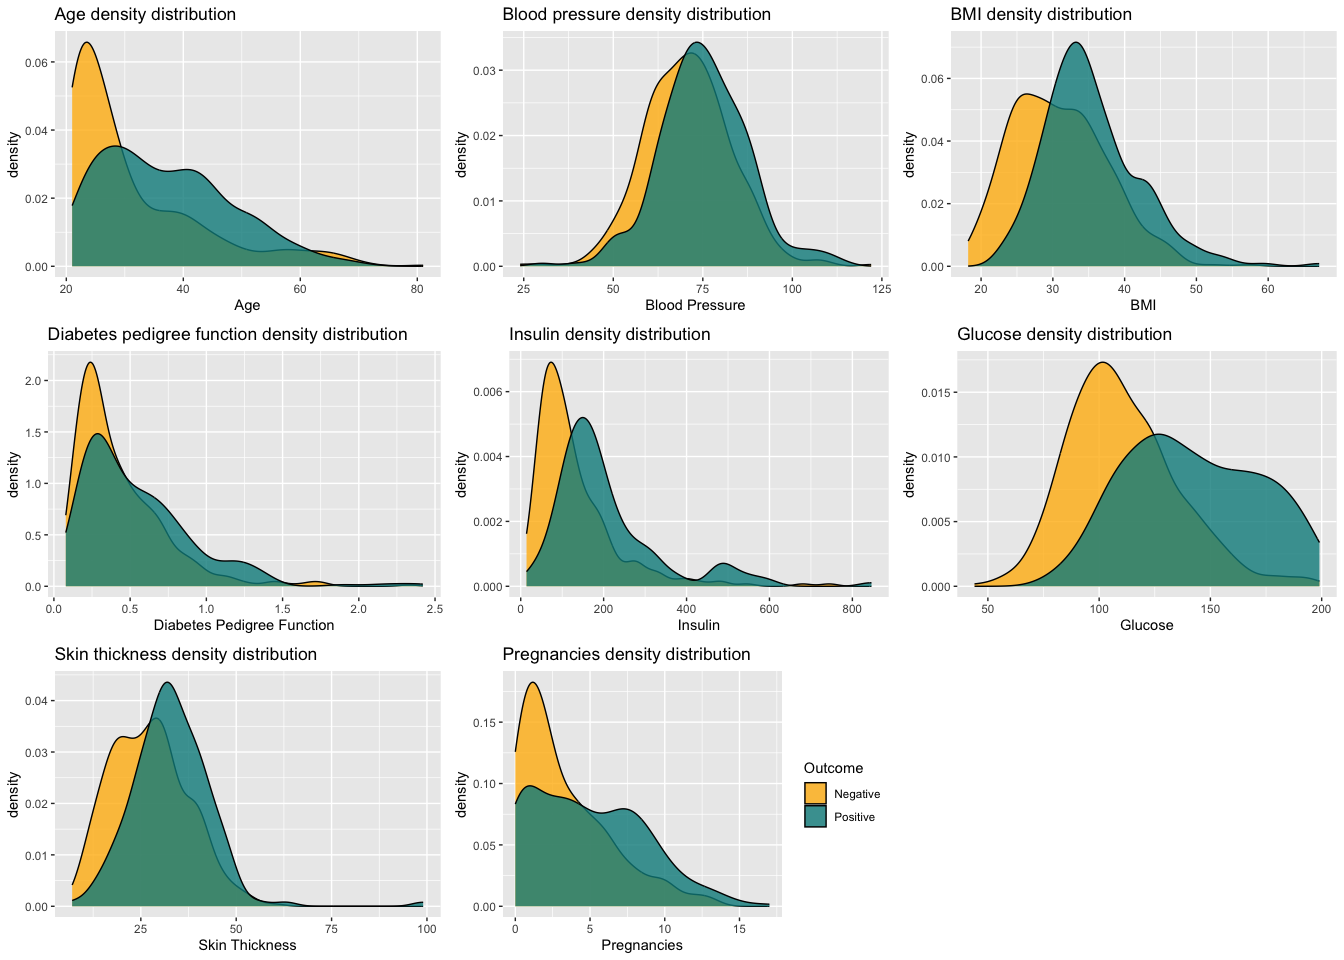 Age density distribution
density
0.06
0.04
0.02
0.00
20 40 60 80
Age
Blood pressure density distribution
density
0.03
0.02
0.01
0.00
25 50 75 100 125
Blood Pressure
BMI density distribution
density
0.06
0.04
0.02
0.00
20 30 40 50 60
BMI
Diabetes pedigree function density distribution
density
2.0
1.5
1.0
0.5
0.0
0.0 0.5 1.0 1.5 2.0 2.5
Diabetes Pedigree Function
Insulin density distribution
density
0.006
0.004
0.002
0.000
0 200 400 600 800
Insulin
Glucose density distribution
density
0.015
0.010
0.005
0.000
50 100 150 200
Glucose
Skin thickness density distribution
density
0.04
0.03
0.02
0.01
0.00
25 50 75 100
Skin Thickness
Pregnancies density distribution
density
0.15
0.10
0.05
0.00
0 5 10 15
Pregnancies
Outcome
Negative
Positive